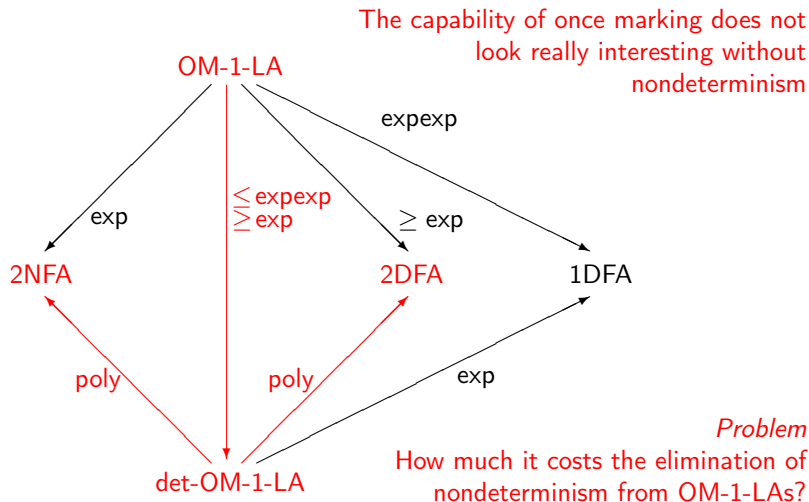 The capability of once marking does not
look really interesting without
nondeterminism
OM-1-LA
expexp
≤ expexp
≥ exp
exp
≥ exp
2NFA
2DFA
1DFA
poly
poly
exp
det-OM-1-LA
Problem
How much it costs the elimination of
nondeterminism from OM-1-LAs?